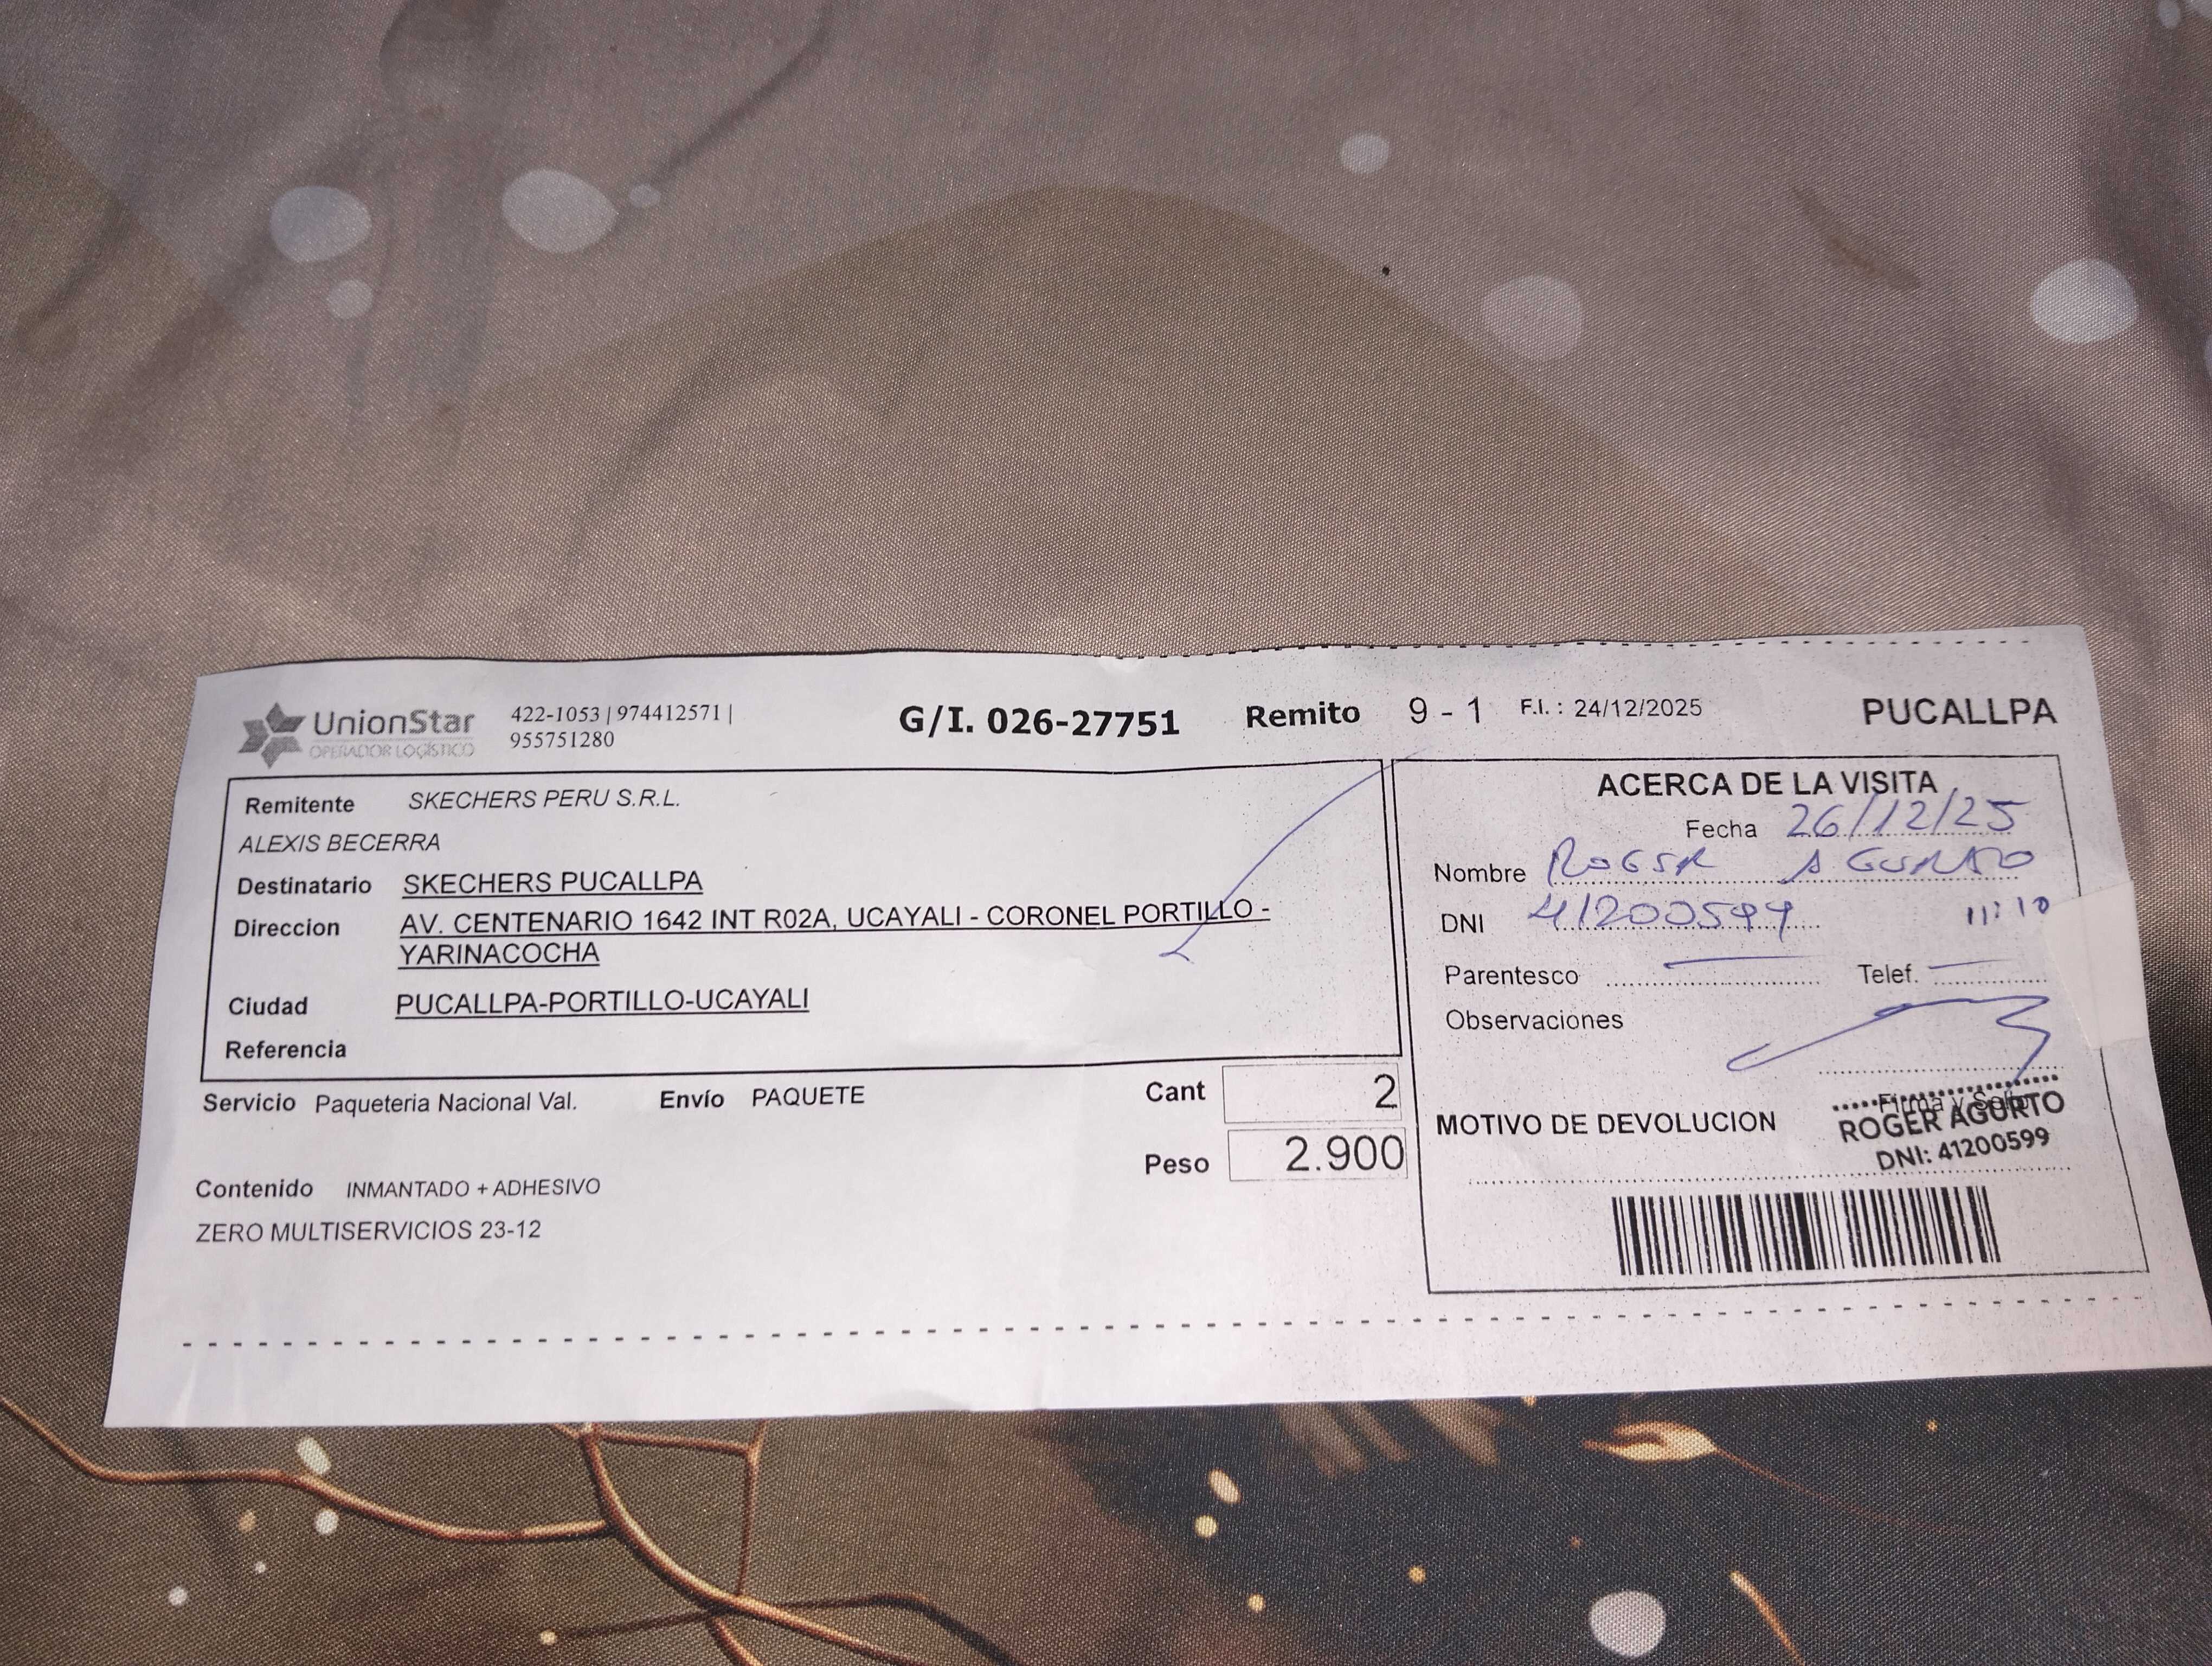 UnionStar
OPERADOR LOGÍSTICO
422-1053 | 974412571 |
955751280
G/I. 026-27751 Remito 9 - 1 F.I. : 24/12/2025 PUCALLPA
Remitente SKECHERS PERU S.R.L.
ALEXIS BECERRA
Destinatario SKECHERS PUCALLPA
Direccion AV. CENTENARIO 1642 INT R02A, UCAYALI - CORONEL PORTILLO -
YARINACOCHA
Ciudad PUCALLPA-PORTILLO-UCAYALI
Referencia
Servicio Paqueteria Nacional Val. Envío PAQUETE
Cant 2
Peso 2.900
Contenido INMANTADO + ADHESIVO
ZERO MULTISERVICIOS 23-12
ACERCA DE LA VISITA
Fecha 26/12/25
Nombre ROGER AGURTO
DNI 41200599 11:10
Parentesco Telef.
Observaciones
Firma y Sello
ROGER AGURTO
DNI: 41200599
MOTIVO DE DEVOLUCION